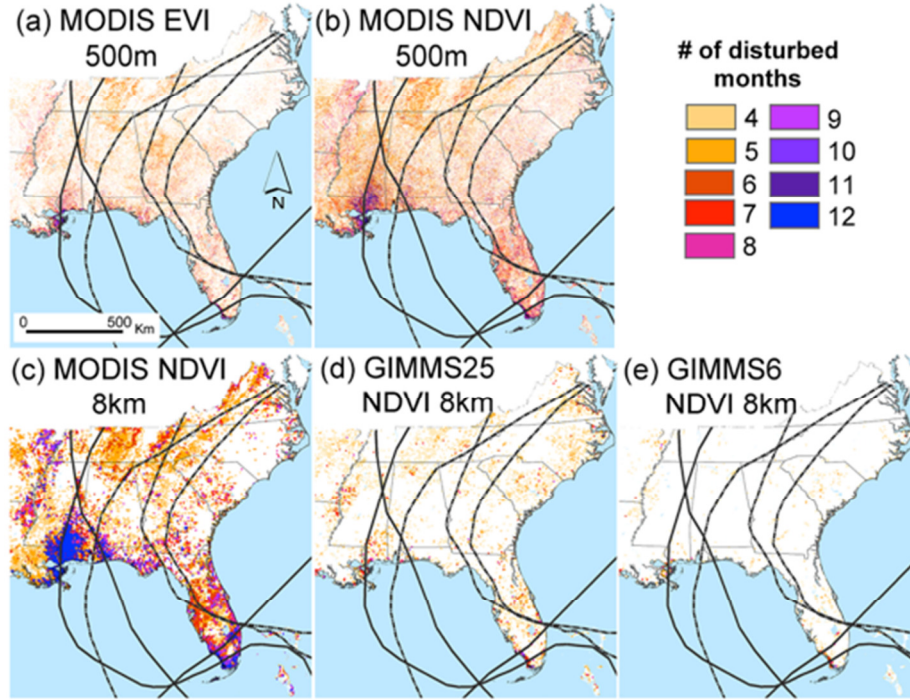 (a) MODIS EVI
500m
(b) MODIS NDVI
500m
# of disturbed
months
4
9
5
10
6
11
7
12
8
N
0 500 Km
(c) MODIS NDVI
8km
(d) GIMMS25
NDVI 8km
(e) GIMMS6
NDVI 8km